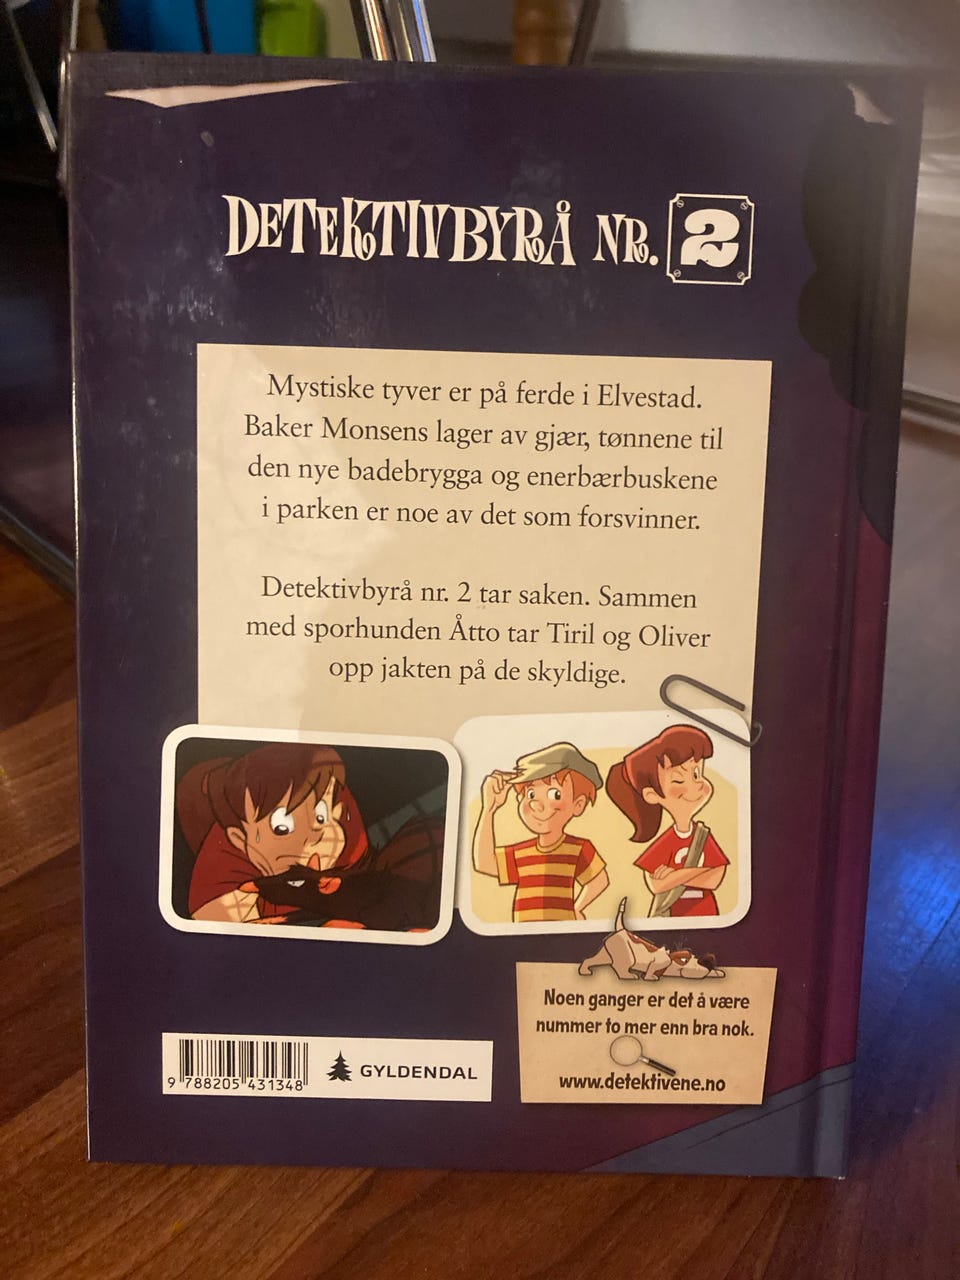 DETEKTIVBYRÅ NR. 2
Mystiske tyver er på ferde i Elvestad.
Baker Monsens lager av gjær, tønnene til
den nye badebrygga og enerbærbuskene
i parken er noe av det som forsvinner.
Detektivbyrå nr. 2 tar saken. Sammen
med sporhunden Åtto tar Tiril og Oliver
opp jakten på de skyldige.
Noen ganger er det å være
nummer to mer enn bra nok.
www.detektivene.no
9 788205 431348
GYLDENDAL